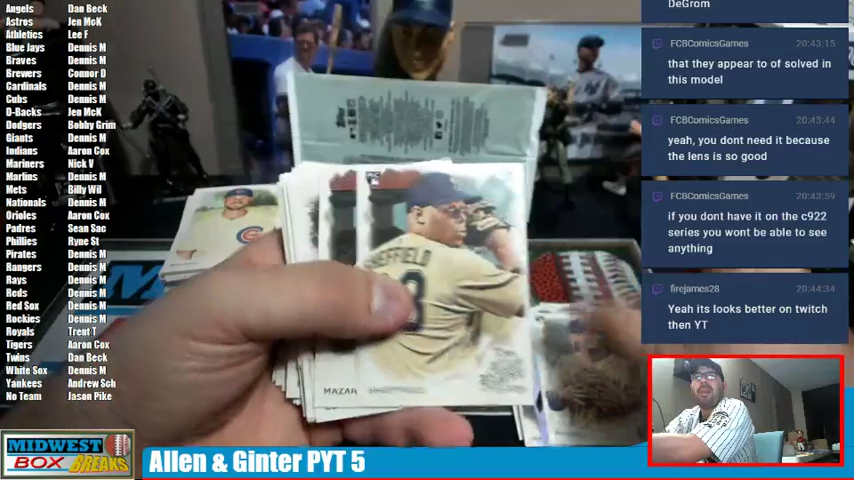 Angels Dan Beck
Astros Jen McK
Athletics Lee F
Blue Jays Dennis M
Braves Dennis M
Brewers Connor D
Cardinals Dennis M
Cubs Dennis M
D-Backs Jen McK
Dodgers Bobby Grim
Giants Dennis M
Indians Aaron Cox
Mariners Nick V
Marlins Dennis M
Mets Billy Wil
Nationals Dennis M
Orioles Aaron Cox
Padres Sean Sac
Phillies Ryne St
Pirates Dennis M
Rangers Dennis M
Rays Dennis M
Reds Dennis M
Red Sox Dennis M
Rockies Dennis M
Royals Trent T
Tigers Aaron Cox
Twins Dan Beck
White Sox Dennis M
Yankees Andrew Sch
No Team Jason Pike
MIDWEST
BOX BREAKS
Allen & Ginter PYT 5
SHEFFIELD
MAZAR
SHEFFIELD
DeGrom
FCBComicsGames 20:43:15
that they appear to of solved in
this model
FCBComicsGames 20:43:44
yeah, you dont need it because
the lens is so good
FCBComicsGames 20:43:59
if you dont have it on the c922
series you wont be able to see
anything
firejames28 20:44:34
Yeah its looks better on twitch
then YT